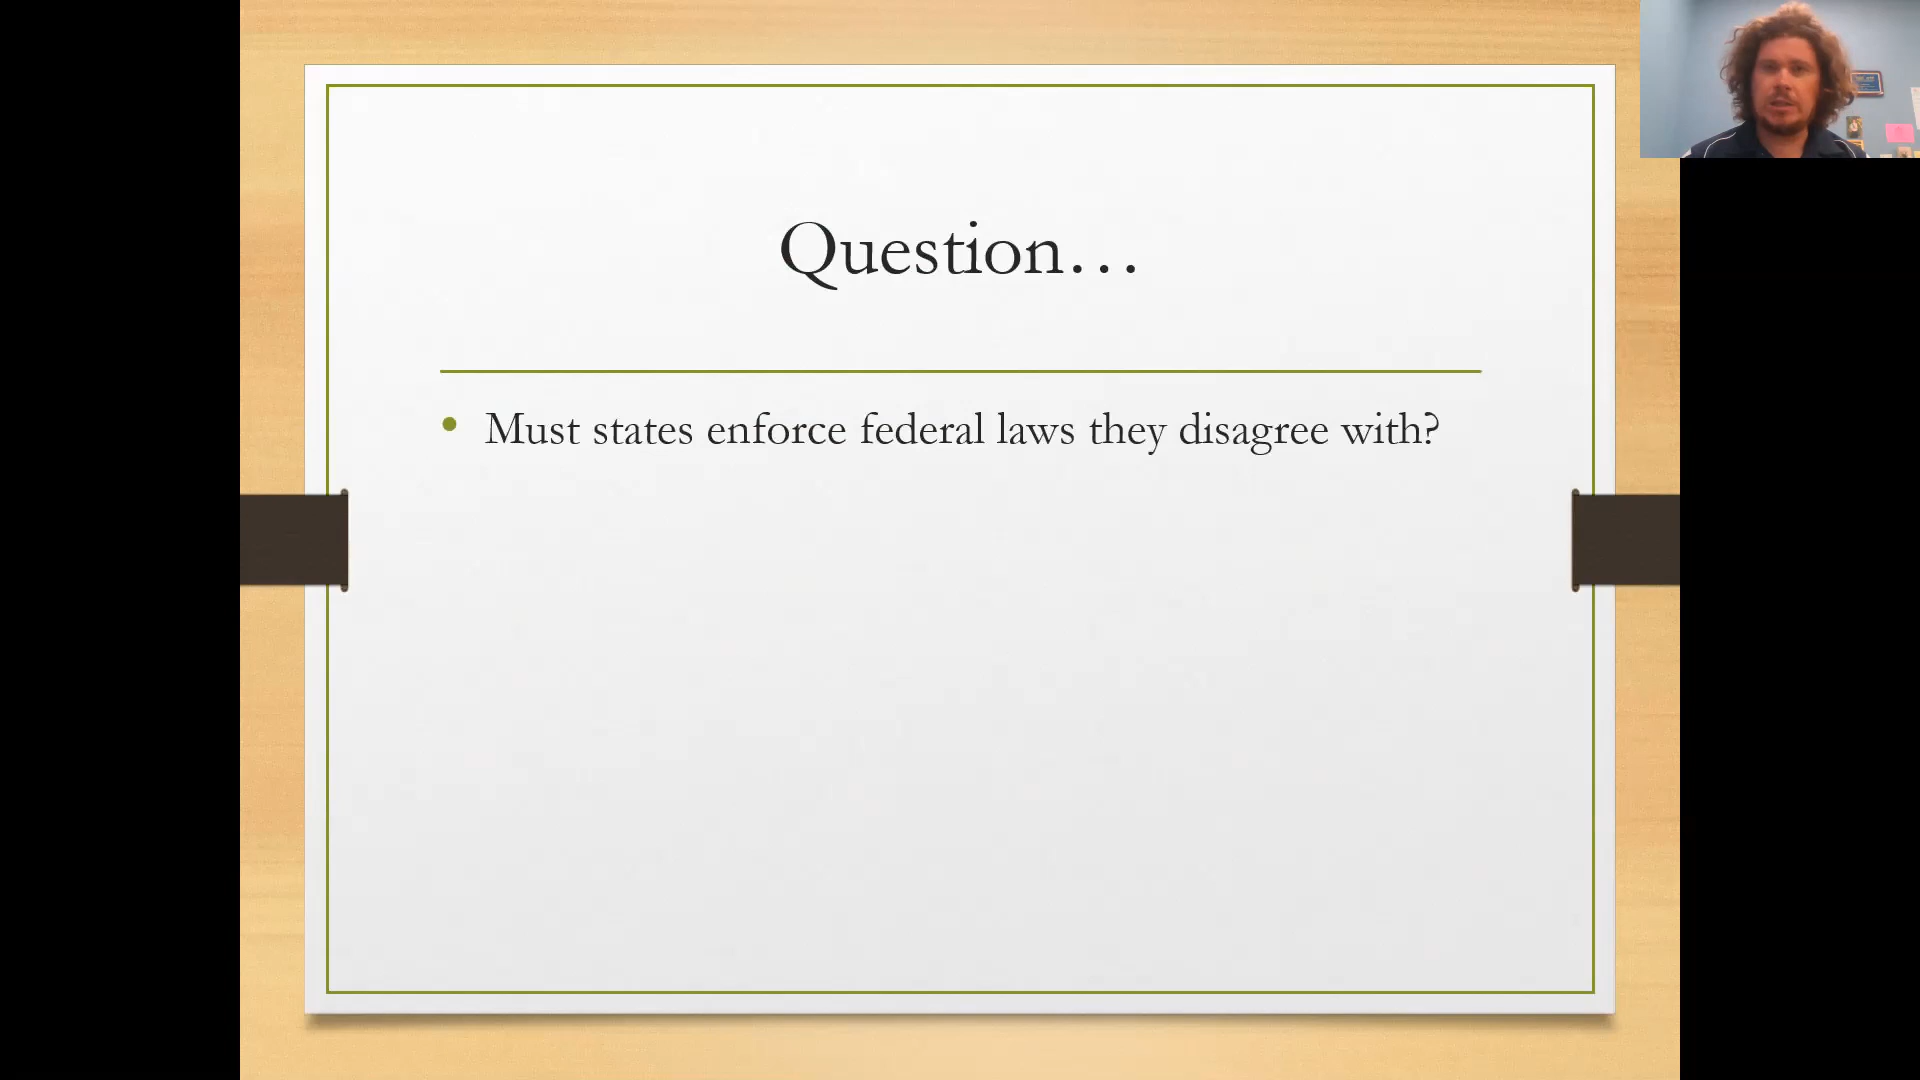 Question…
• Must states enforce federal laws they disagree with?